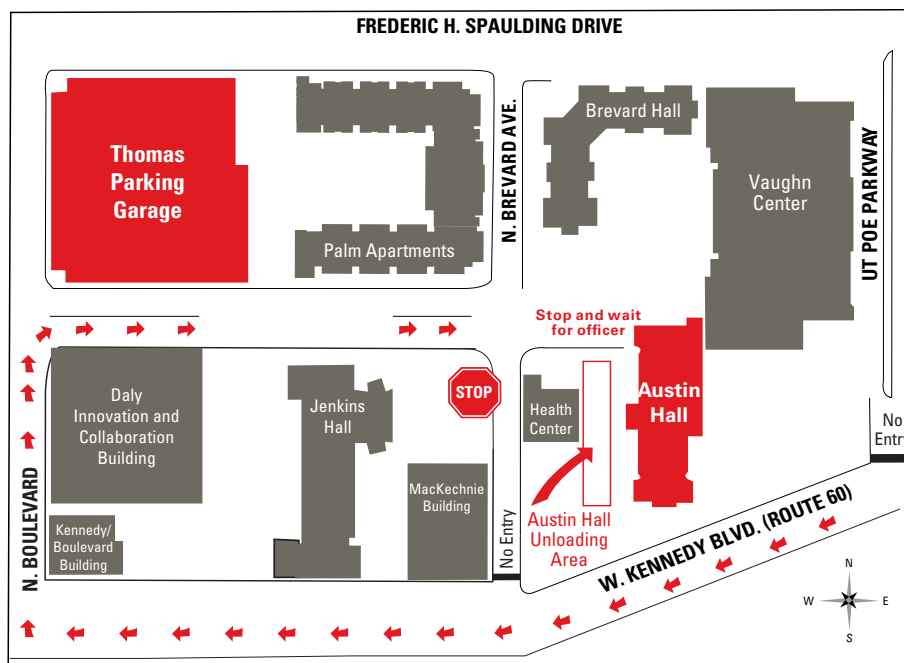 FREDERIC H. SPAULDING DRIVE
Thomas
Parking
Garage
Palm Apartments
N. BREVARD AVE.
Brevard Hall
Vaughn
Center
UT POE PARKWAY
Stop and wait
for officer
Daly
Innovation and
Collaboration
Building
Jenkins
Hall
STOP
Health
Center
Austin
Hall
No
Entry
N. BOULEVARD
Kennedy/
Boulevard
Building
MacKechnie
Building
No Entry
Austin Hall
Unloading
Area
W. KENNEDY BLVD. (ROUTE 60)
N
W
E
S